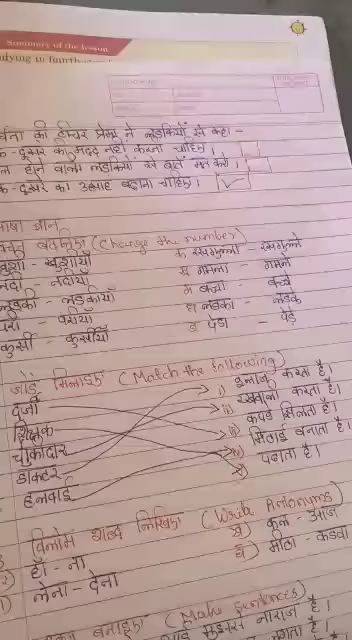 Summary of the lesson
की टीचर प्रेमा ने लड़कियों से कहा -
क-दूसरे की मदद नहीं करनी चाहिए।
होने वाली लड़कियों से बातें मत करो।
क-दूसरे का उत्साह बढ़ाना चाहिए। ✓
भाषा ज्ञान
वचन बदलिए (Change the number)
खुशी - खुशीयाँ
क रसगुल्ला - रसगुल्ले
नदी - नदीयाँ
ख गमला - गमले
लड़की - लड़कीयाँ
ग बच्चा - बच्चे
परी - परीयाँ
घ लड़का - लड़के
कुर्सी - कुर्सीयाँ
ङ पेड़ा - पेड़े
जोड़े मिलाइए (Match the following)
दर्जी
i) इलाज करता है।
शिक्षक
ii) रखवाली करता है।
चौकीदार
iii) कपड़े सिलता है।
डॉक्टर
iv) मिठाई बनाता है।
हलवाई
v) पढ़ाता है।
विलोम शब्द लिखिए (Write Antonyms)
हाँ - ना
कल - आज
लेना - देना
मीठा - कड़वा
बनाइए (Make sentences)
नाराज है।